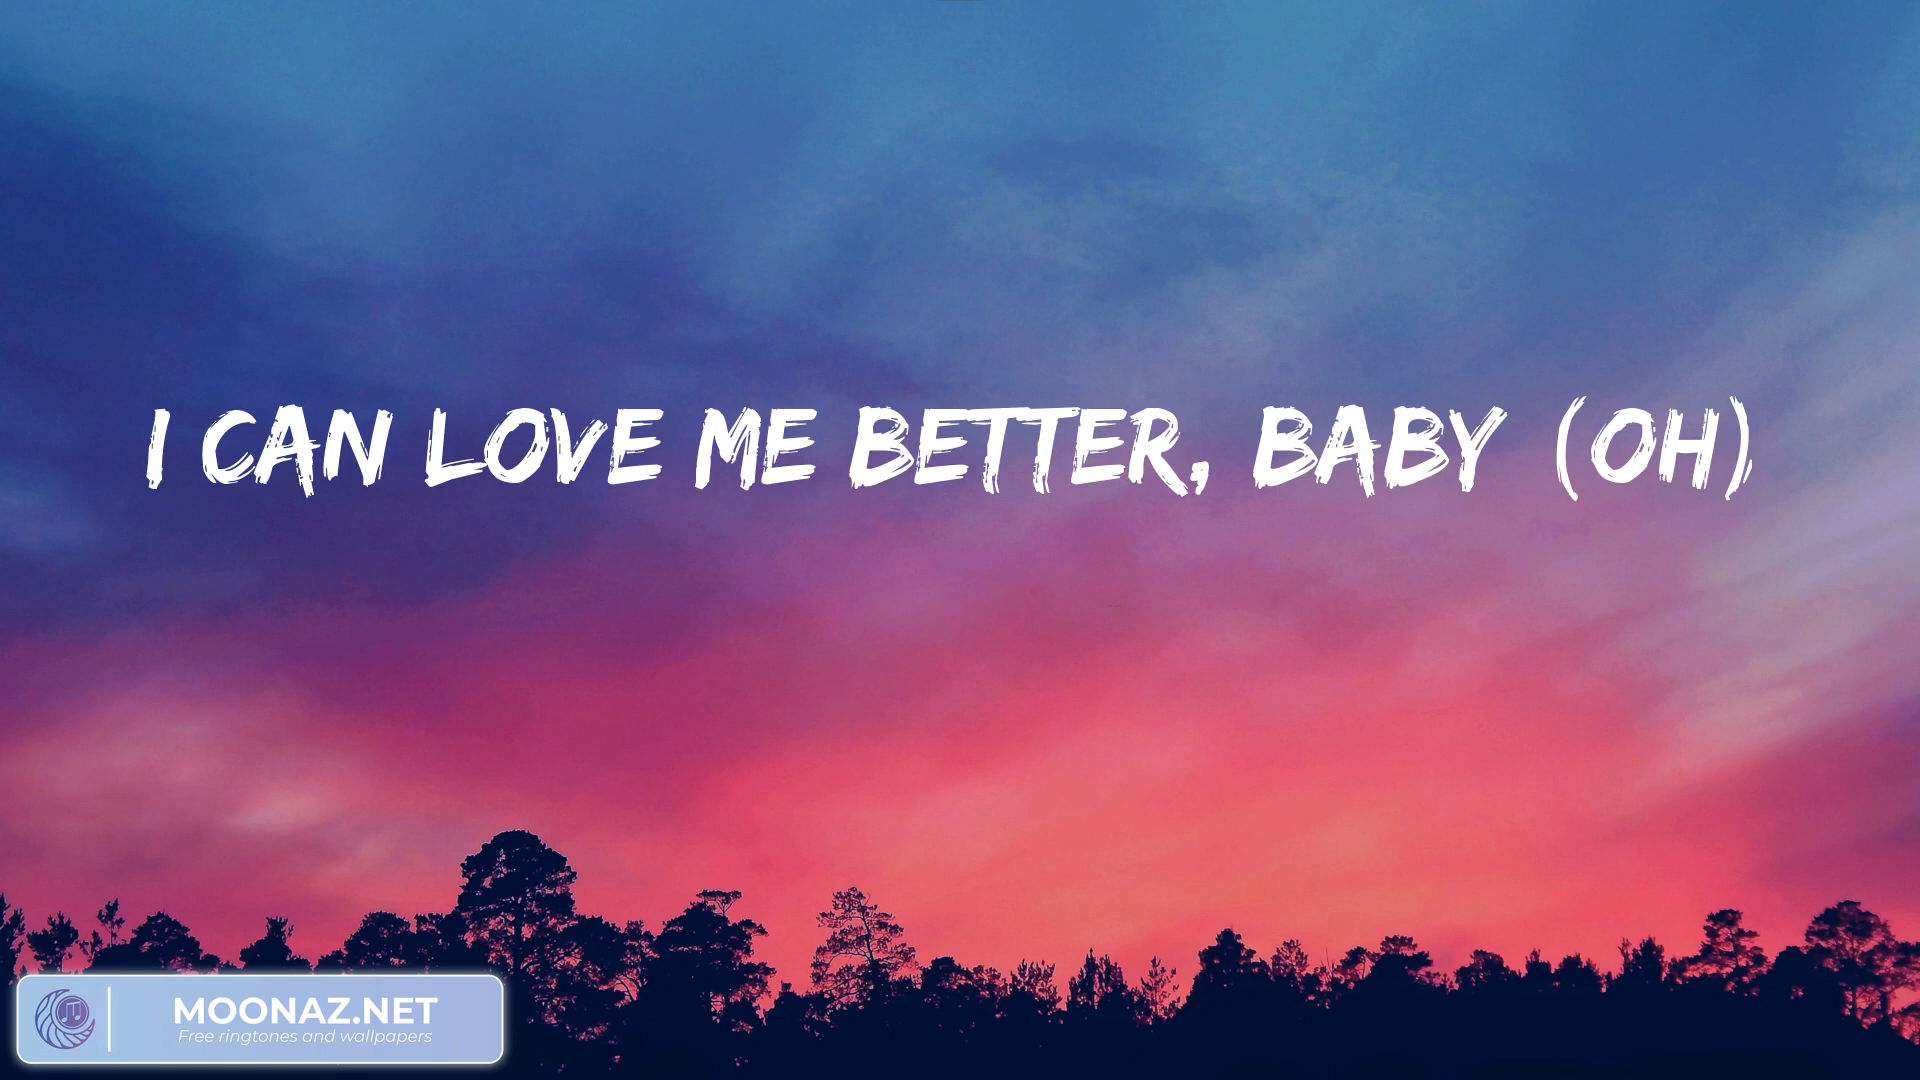 I CAN LOVE ME BETTER, BABY (OH)
MOONAZ.NET
Free ringtones and wallpapers